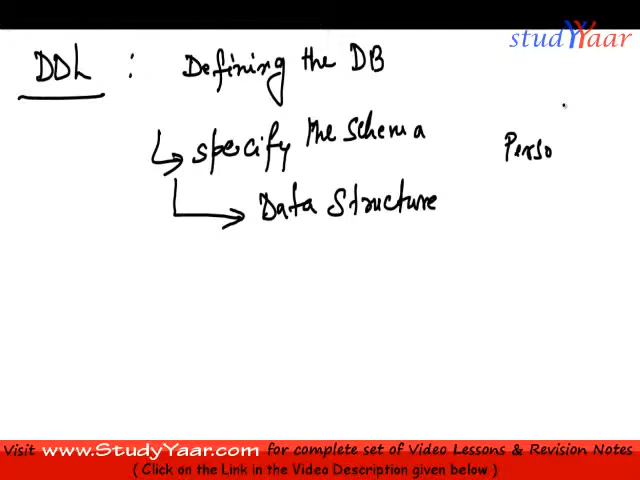 studYYaar
DDL : Defining the DB
↳ specify the schema
Perso
↳ Data Structure
Visit www.StudyYaar.com for complete set of Video Lessons & Revision Notes
( Click on the Link in the Video Description given below )